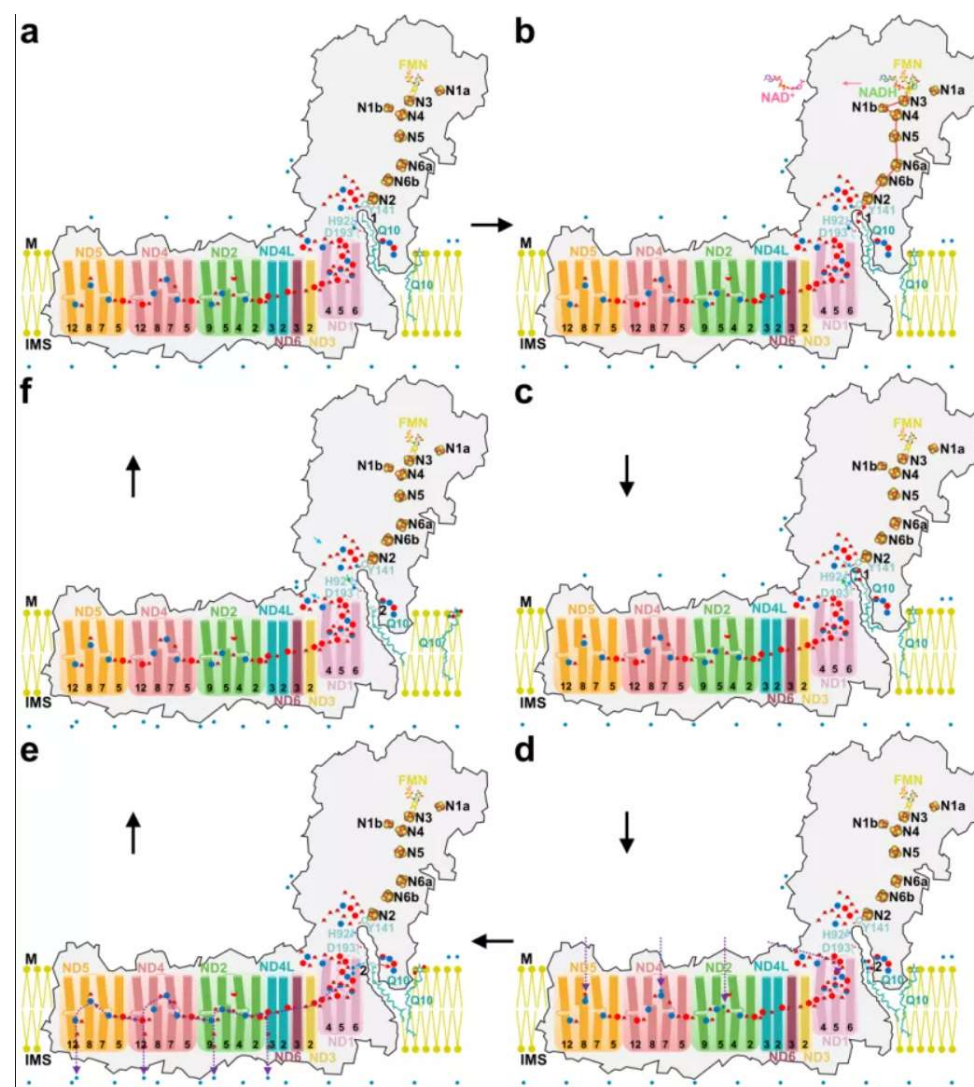 a
FMN
N1a
N3
N1b
N4
N5
N6a
N6b
N2
Y141
1
H92
D193
Q10
M
ND5 ND4 ND2 ND4L
Q10
12 8 7 5 12 8 7 5 9 5 4 2 3 2 3 2 4 5 6
ND1
IMS
ND6 ND3
b
FMN
NAD⁺
NADH
N1a
N3
N1b
N4
N5
N6a
N6b
N2
Y141
1
H92
D193
Q10
M
ND5 ND4 ND2 ND4L
Q10
12 8 7 5 12 8 7 5 9 5 4 2 3 2 3 2 4 5 6
ND1
IMS
ND6 ND3
f
FMN
N1a
N3
N1b
N4
N5
N6a
N6b
N2
Y141
H92
D193
2
Q10
M
ND5 ND4 ND2 ND4L
Q10
12 8 7 5 12 8 7 5 9 5 4 2 3 2 3 2 4 5 6
ND1
IMS
ND6 ND3
c
FMN
N1a
N3
N1b
N4
N5
N6a
N6b
N2
Y141
1
H92
D193
Q10
M
ND5 ND4 ND2 ND4L
Q10
12 8 7 5 12 8 7 5 9 5 4 2 3 2 3 2 4 5 6
ND1
IMS
ND6 ND3
e
FMN
N1a
N3
N1b
N4
N5
N6a
N6b
N2
Y141
H92
D193
2
Q10
M
ND5 ND4 ND2 ND4L
Q10
12 8 7 5 12 8 7 5 9 5 4 2 3 2 3 2 4 5 6
ND1
IMS
ND6 ND3
d
FMN
N1a
N3
N1b
N4
N5
N6a
N6b
N2
Y141
H92
D193
2
Q10
M
ND5 ND4 ND2 ND4L
Q10
12 8 7 5 12 8 7 5 9 5 4 2 3 2 3 2 4 5 6
ND1
IMS
ND6 ND3